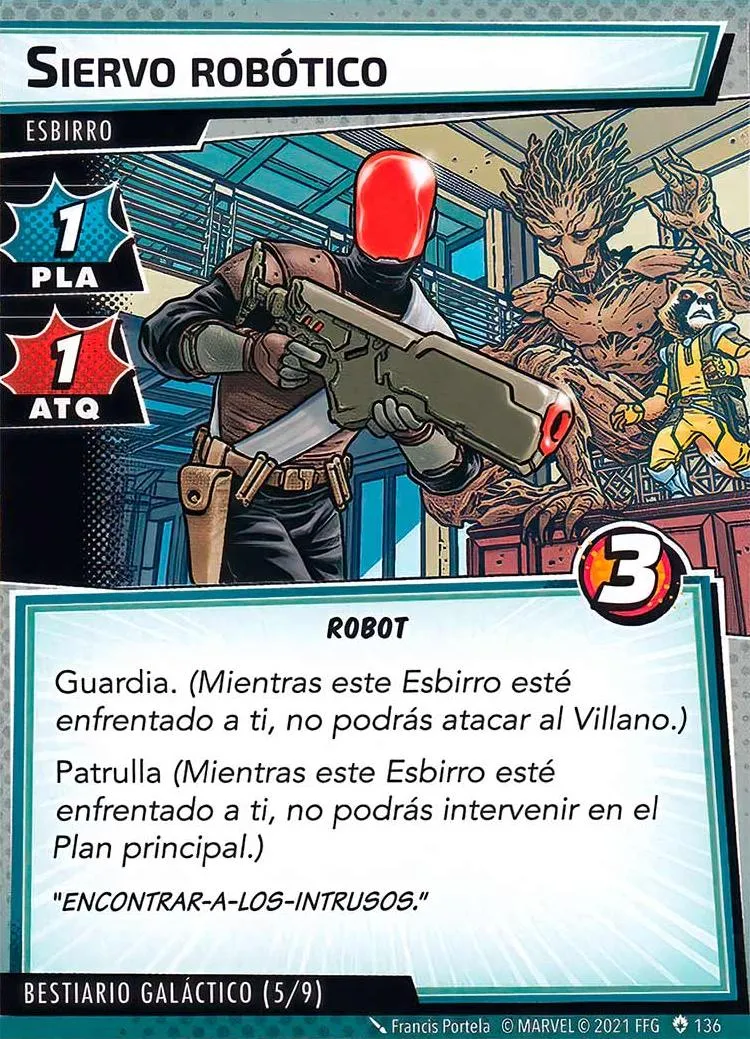 SIERVO ROBÓTICO
ESBIRRO
1
PLA
1
ATQ
3
ROBOT
Guardia. (Mientras este Esbirro esté
enfrentado a ti, no podrás atacar al Villano.)
Patrulla (Mientras este Esbirro esté
enfrentado a ti, no podrás intervenir en el
Plan principal.)
"ENCONTRAR-A-LOS-INTRUSOS."
BESTIARIO GALÁCTICO (5/9)
Francis Portela © MARVEL © 2021 FFG 136